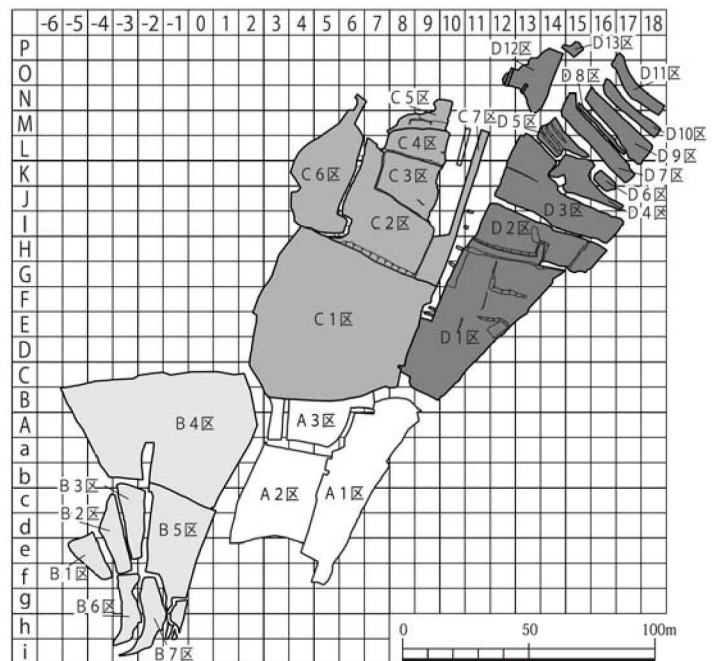 -6 -5 -4 -3 -2 -1 0 1 2 3 4 5 6 7 8 9 10 11 12 13 14 15 16 17 18
P
O
N
M
L
K
J
I
H
G
F
E
D
C
B
A
a
b
c
d
e
f
g
h
i
D12区
D13区
D8区
D11区
C5区
C7区
D5区
D10区
C4区
D9区
C6区
C3区
D7区
D6区
D3区
D4区
C2区
D2区
C1区
D1区
B4区
A3区
B3区
A2区
A1区
B2区
B5区
B1区
B6区
B7区
0 50 100m